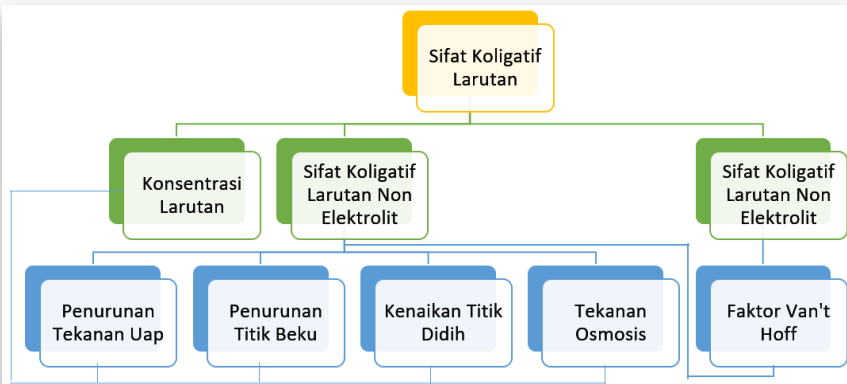 Sifat Koligatif
Larutan
Konsentrasi
Larutan
Sifat Koligatif
Larutan Non
Elektrolit
Sifat Koligatif
Larutan Non
Elektrolit
Penurunan
Tekanan Uap
Penurunan
Titik Beku
Kenaikan Titik
Didih
Tekanan
Osmosis
Faktor Van't
Hoff